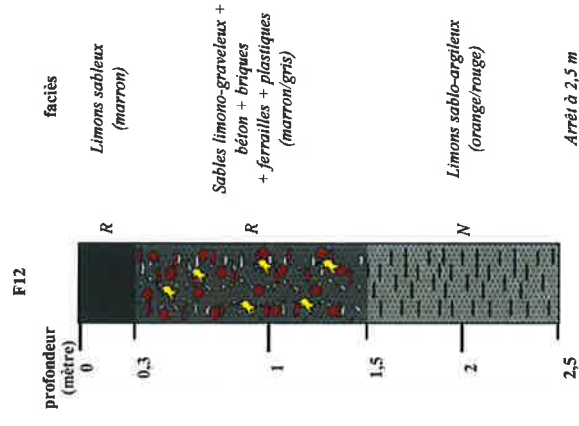 F12
profondeur
(mètre)
faciès
0
R
Limons sableux
(marron)
0,3
R
Sables limono-graveleux +
béton + briques
+ ferrailles + plastiques
(marron/gris)
1
1,5
N
Limons sablo-argileux
(orange/rouge)
2
2,5
Arrêt à 2,5 m